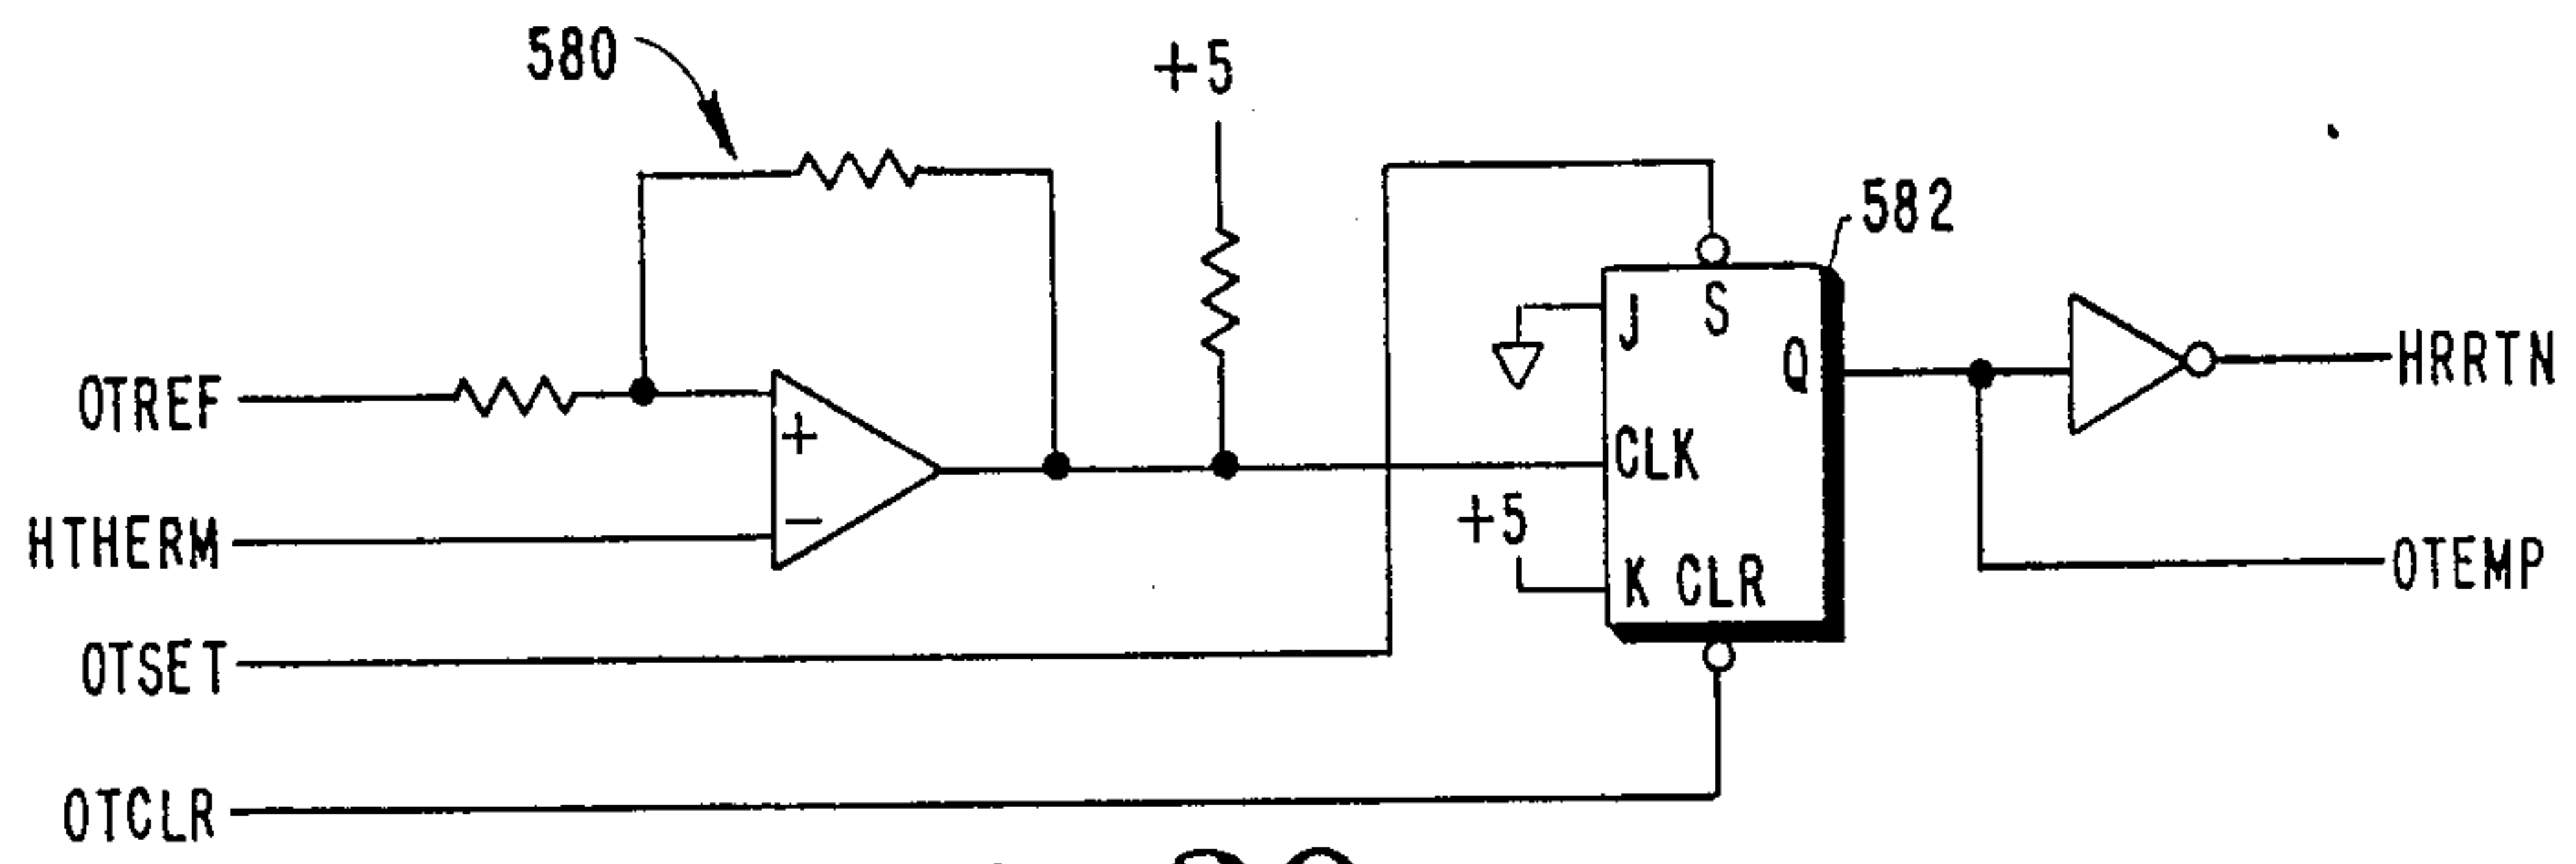 580
+5
582
J
S
Q
HRRTN
OTREF
+
CLK
HTHERM
−
+5
K CLR
OTEMP
OTSET
OTCLR